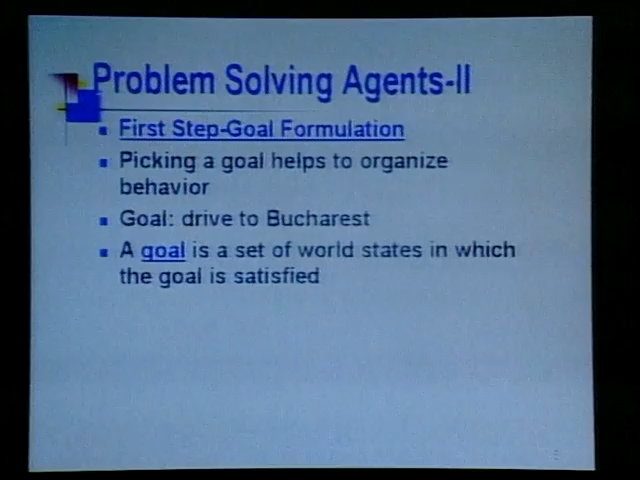 Problem Solving Agents-II
First Step-Goal Formulation
Picking a goal helps to organize
behavior
Goal: drive to Bucharest
A goal is a set of world states in which
the goal is satisfied